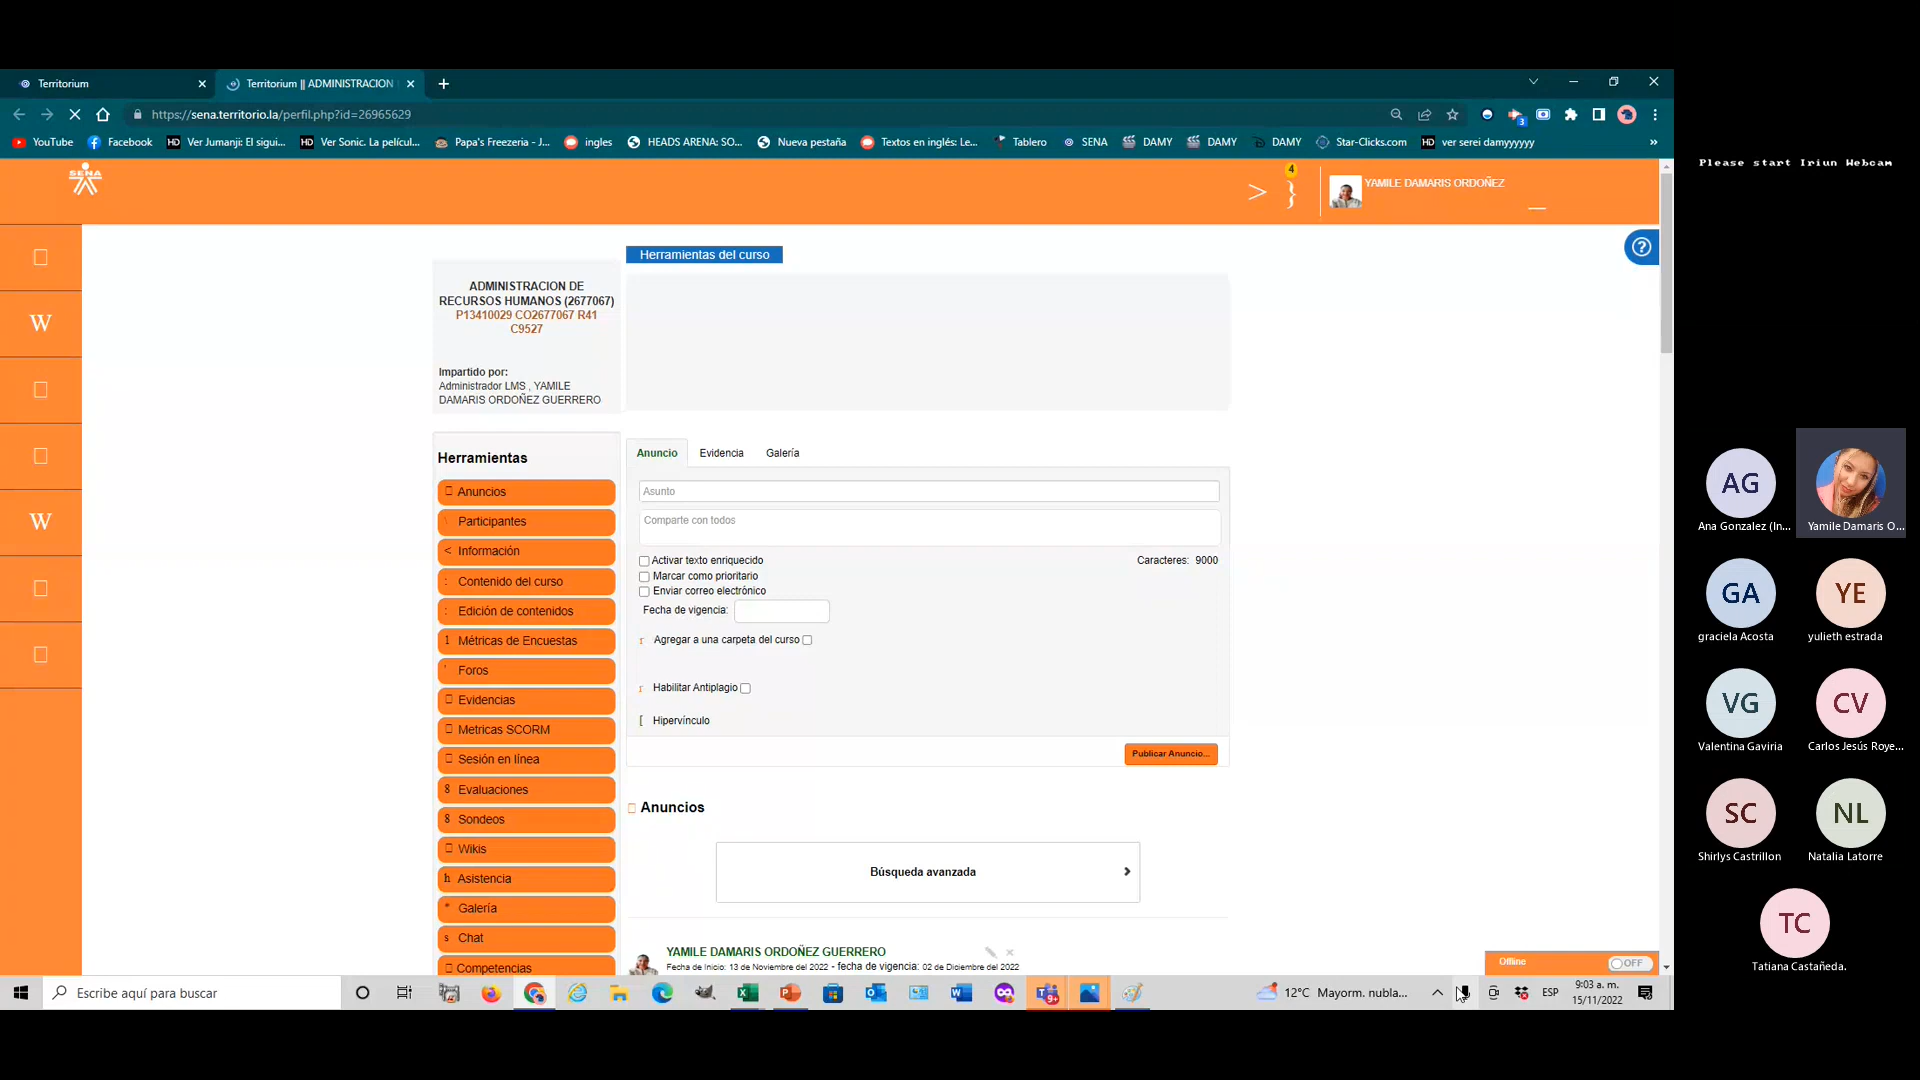 Territorium
Territorium || ADMINISTRACION
https://sena.territorio.la/perfil.php?id=26965629
YouTube
Facebook
HD Ver Jumanji: El sigui...
HD Ver Sonic. La pelícu...
Papa's Freezeria - J...
ingles
HEADS ARENA: SO...
Nueva pestaña
Textos en inglés: Le...
Tablero
SENA
DAMY
DAMY
DAMY
Star-Clicks.com
HD ver serei damyyyyyy
»
SENA
4
YAMILE DAMARIS ORDOÑEZ
W
W
Herramientas del curso
ADMINISTRACION DE
RECURSOS HUMANOS (2677067)
P13410029 CO2677067 R41
C9527
Impartido por:
Administrador LMS , YAMILE
DAMARIS ORDOÑEZ GUERRERO
Herramientas
Anuncios
Participantes
< Información
: Contenido del curso
: Edición de contenidos
1 Métricas de Encuestas
' Foros
Evidencias
Metricas SCORM
Sesión en línea
8 Evaluaciones
8 Sondeos
Wikis
h Asistencia
* Galería
s Chat
Competencias
Anuncio Evidencia Galería
Asunto
Comparte con todos
Activar texto enriquecido
Caracteres: 9000
Marcar como prioritario
Enviar correo electrónico
Fecha de vigencia:
r Agregar a una carpeta del curso
r Habilitar Antiplagio
[ Hipervínculo
Publicar Anuncio...
Anuncios
Búsqueda avanzada
YAMILE DAMARIS ORDOÑEZ GUERRERO
Fecha de Inicio: 13 de Noviembre del 2022 - fecha de vigencia: 02 de Diciembre del 2022
Offline
OFF
Escribe aquí para buscar
12°C Mayorm. nubla...
ESP
9:03 a. m.
15/11/2022
Please start Iriun Webcam
AG
Ana Gonzalez (In...
Yamile Damaris O...
GA
graciela Acosta
YE
yulieth estrada
VG
Valentina Gaviria
CV
Carlos Jesús Roye...
SC
Shirlys Castrillon
NL
Natalia Latorre
TC
Tatiana Castañeda.